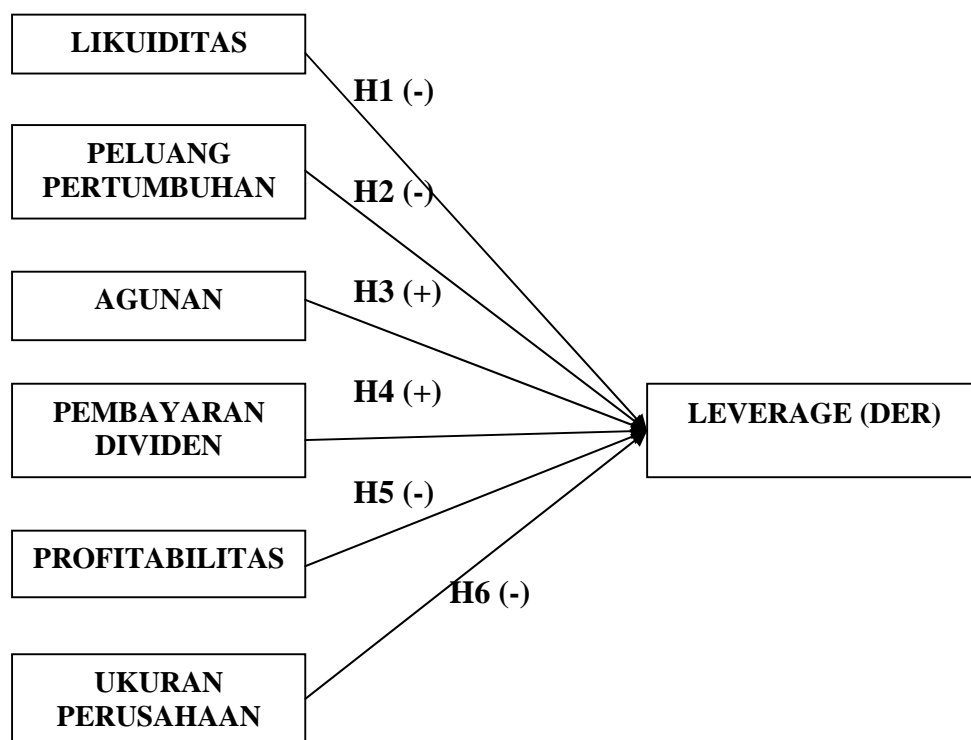 LIKUIDITAS
H1 (-)
PELUANG
PERTUMBUHAN
H2 (-)
AGUNAN
H3 (+)
PEMBAYARAN
DIVIDEN
H4 (+)
LEVERAGE (DER)
PROFITABILITAS
H5 (-)
H6 (-)
UKURAN
PERUSAHAAN